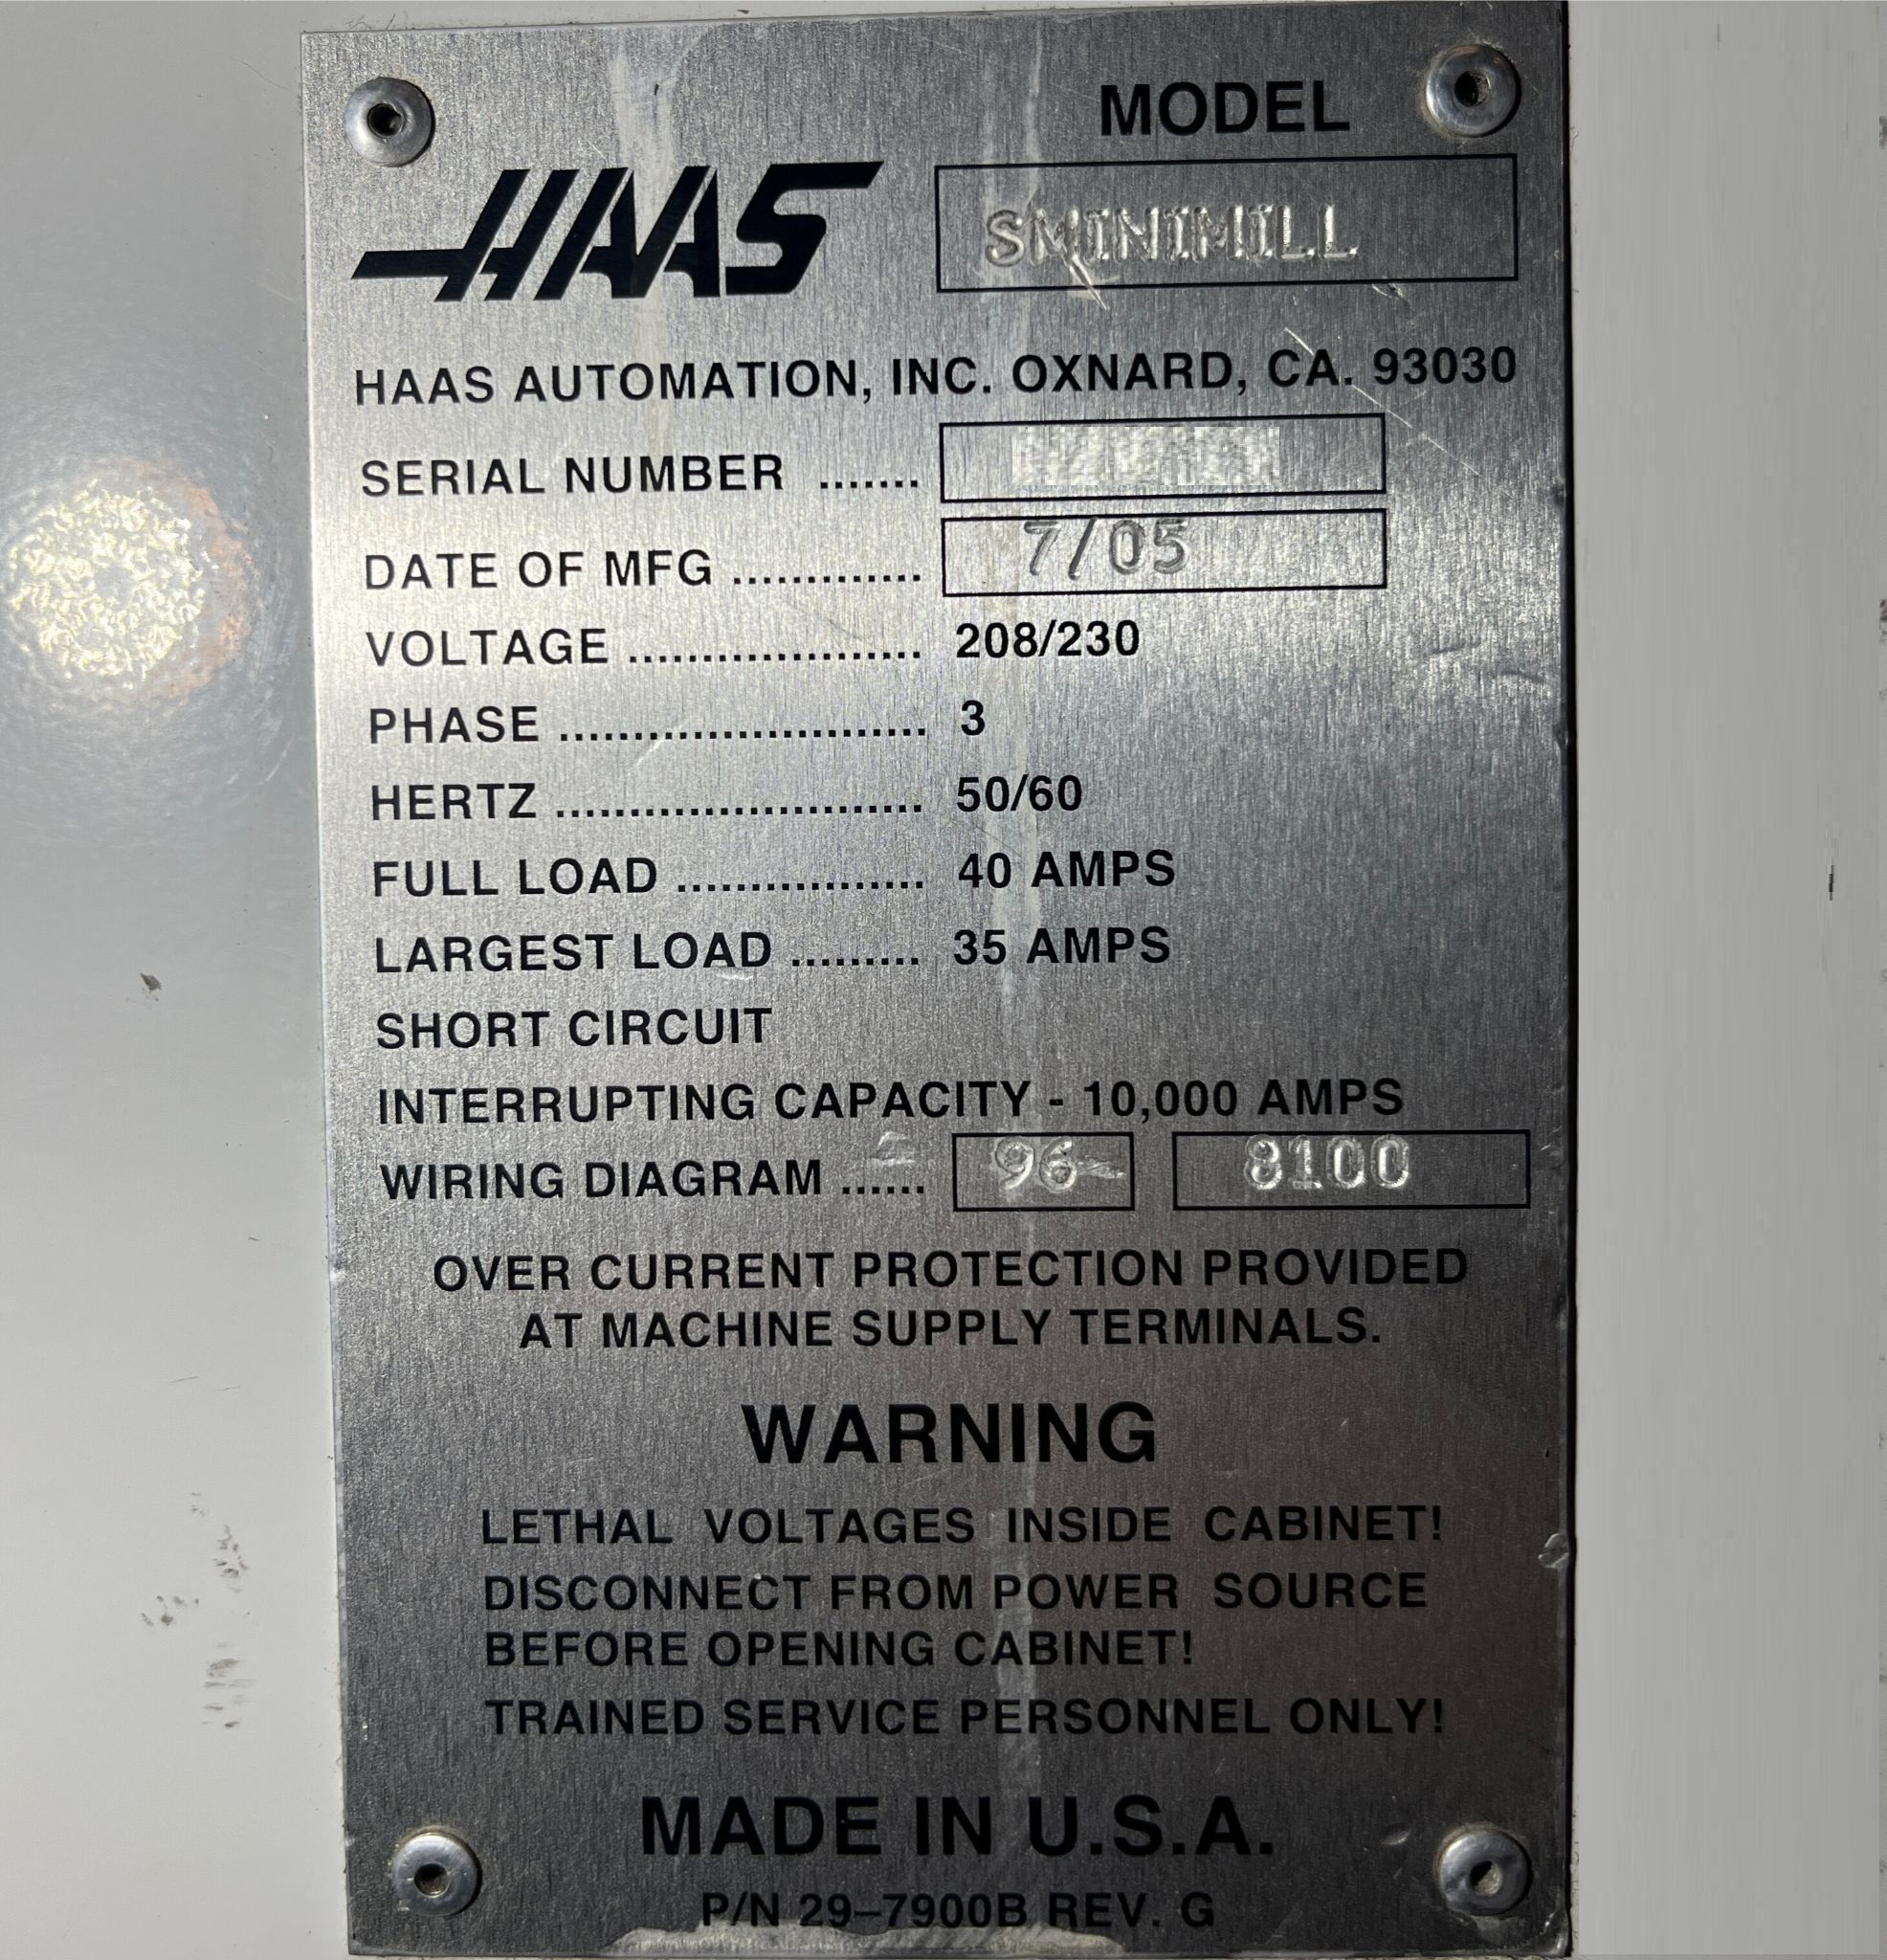 MODEL
HAAS
SMINIMILL
HAAS AUTOMATION, INC. OXNARD, CA. 93030
SERIAL NUMBER .......
DATE OF MFG ............. 7/05
VOLTAGE .................... 208/230
PHASE ......................... 3
HERTZ ......................... 50/60
FULL LOAD ................. 40 AMPS
LARGEST LOAD ......... 35 AMPS
SHORT CIRCUIT
INTERRUPTING CAPACITY - 10,000 AMPS
WIRING DIAGRAM ...... 96- 8100
OVER CURRENT PROTECTION PROVIDED
AT MACHINE SUPPLY TERMINALS.
WARNING
LETHAL VOLTAGES INSIDE CABINET!
DISCONNECT FROM POWER SOURCE
BEFORE OPENING CABINET!
TRAINED SERVICE PERSONNEL ONLY!
MADE IN U.S.A.
P/N 29-7900B REV. G